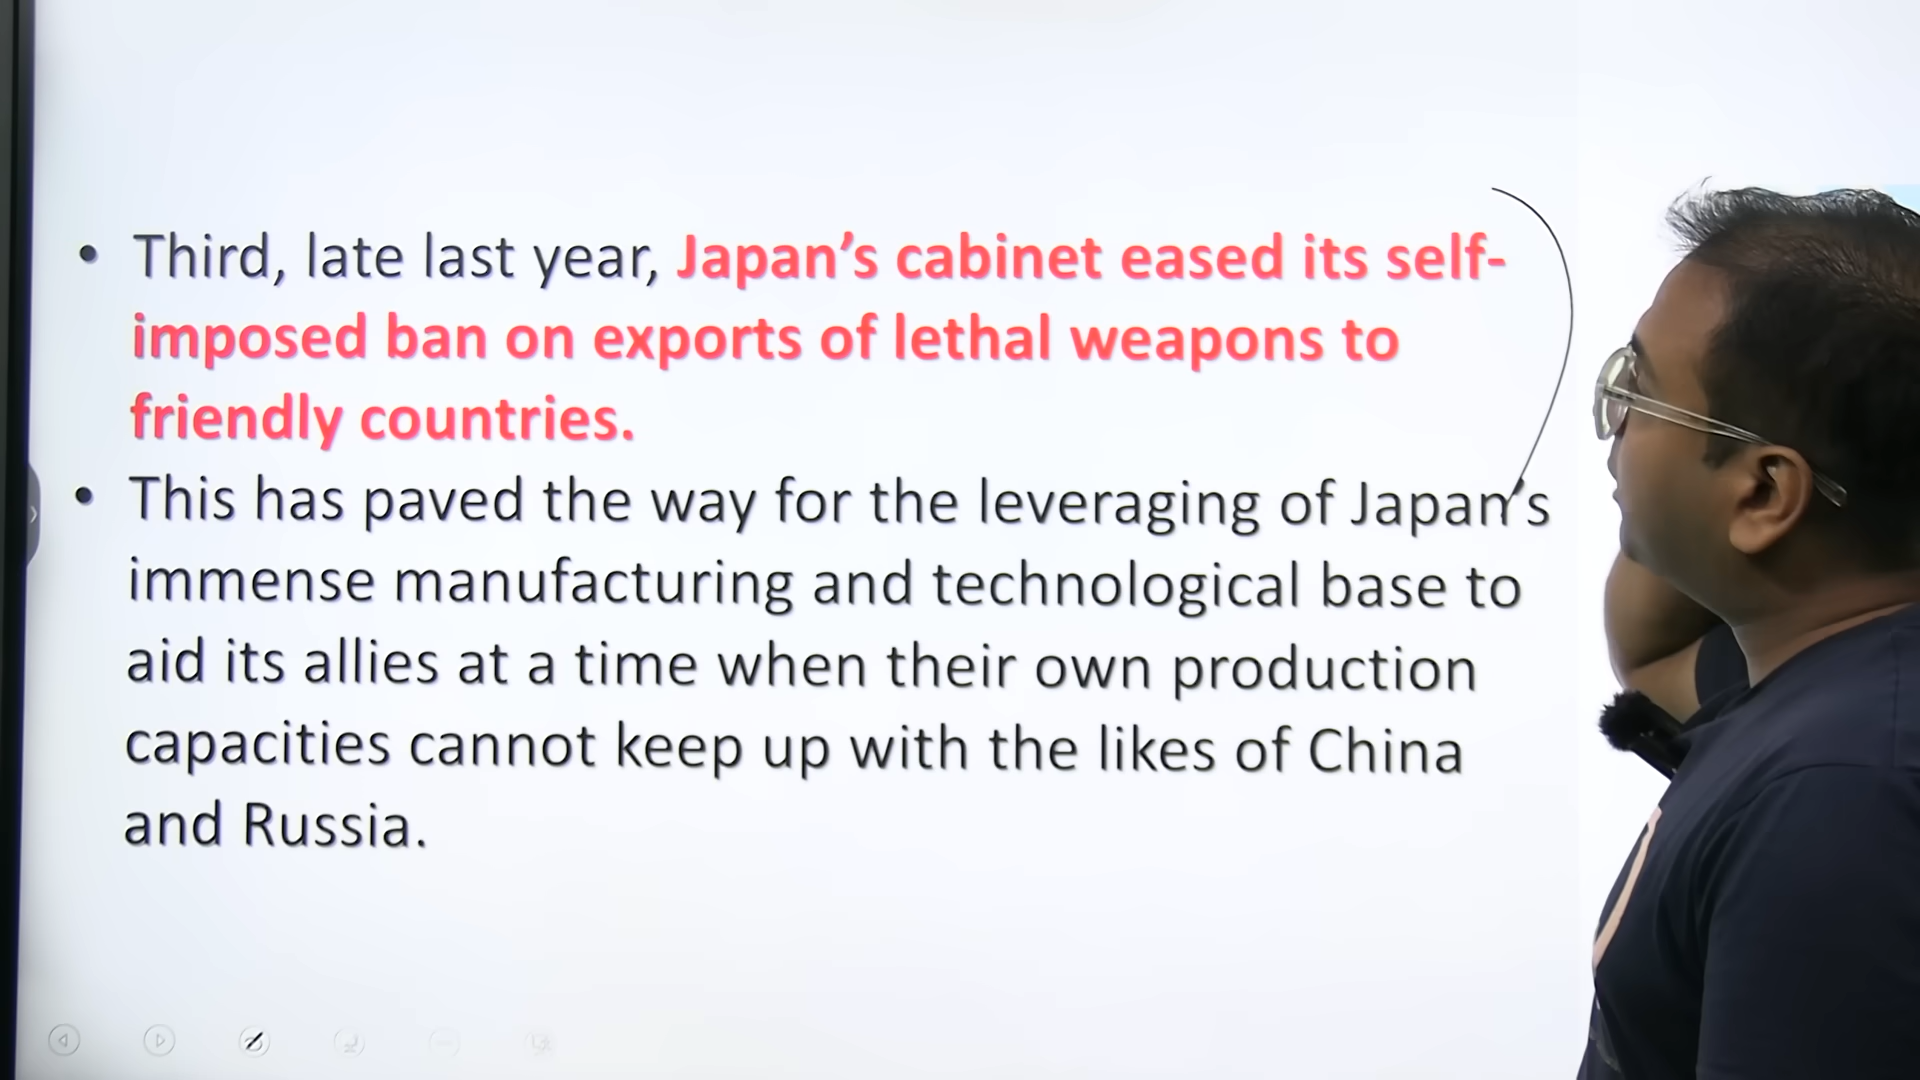 • Third, late last year, Japan’s cabinet eased its self-
imposed ban on exports of lethal weapons to
friendly countries.
• This has paved the way for the leveraging of Japan’s
immense manufacturing and technological base to
aid its allies at a time when their own production
capacities cannot keep up with the likes of China
and Russia.